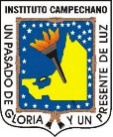 INSTITUTO CAMPECHANO
UN PASADO DE GLORIA Y UN PRESENTE DE LUZ